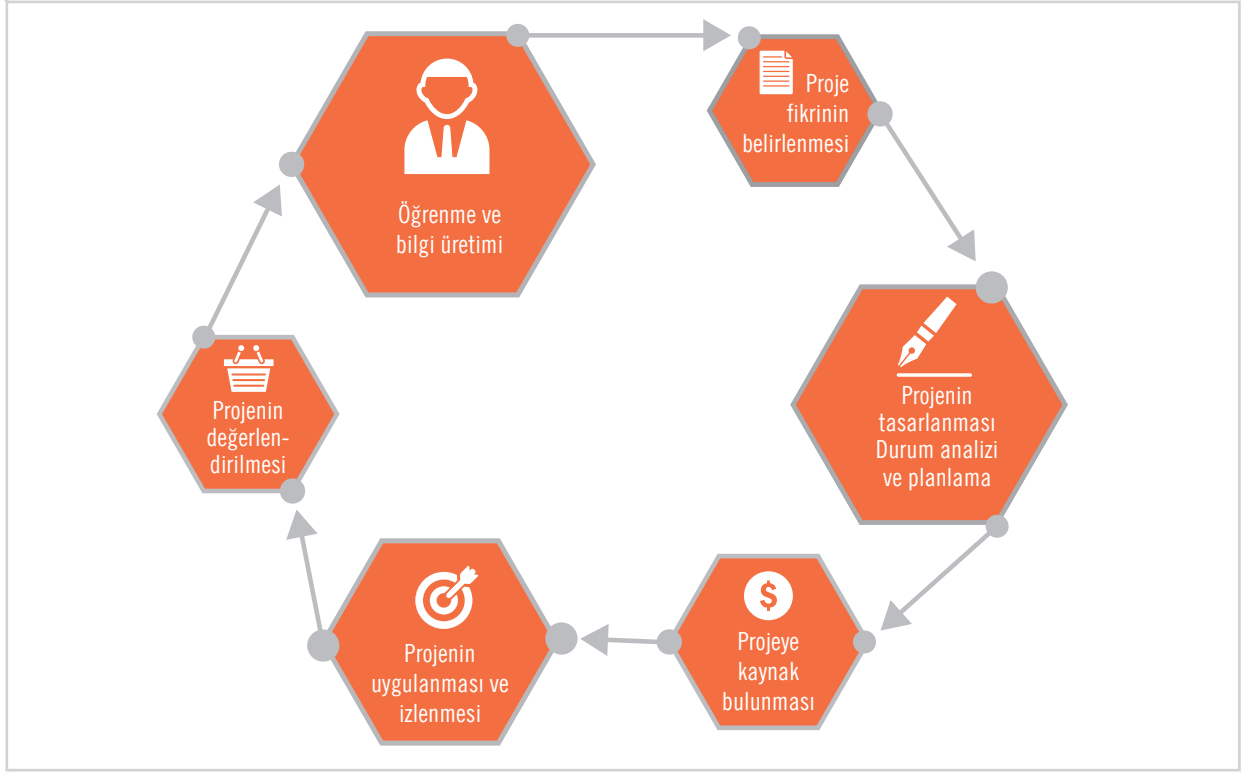 Öğrenme ve
bilgi üretimi
Proje
fikrinin
belirlenmesi
Projenin
tasarlanması
Durum analizi
ve planlama
$
Projeye
kaynak
bulunması
Projenin
uygulanması ve
izlenmesi
Projenin
değerlen-
dirilmesi